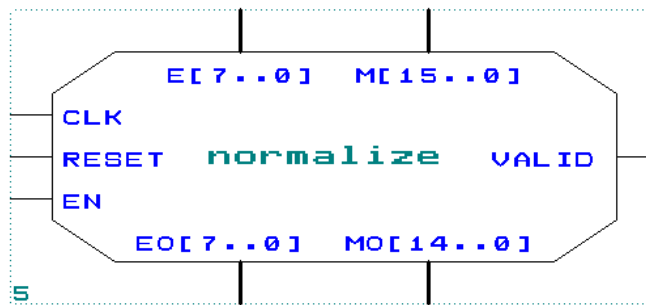 E[7..0] M[15..0]
CLK
RESET normalize VALID
EN
EO[7..0] MO[14..0]
5